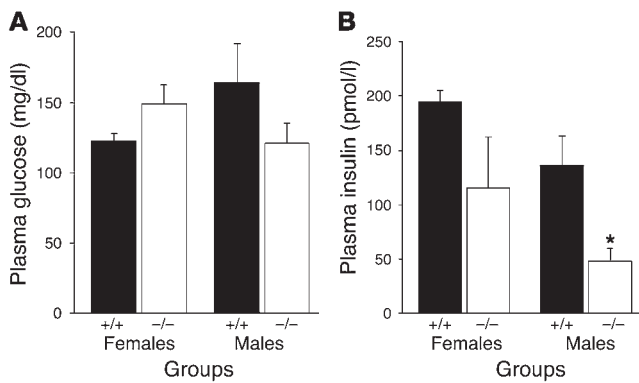 A
Plasma glucose (mg/dl)
200
150
100
50
0
+/+ −/− +/+ −/−
Females Males
Groups
B
Plasma insulin (pmol/l)
250
200
150
100
50
0
*
+/+ −/− +/+ −/−
Females Males
Groups